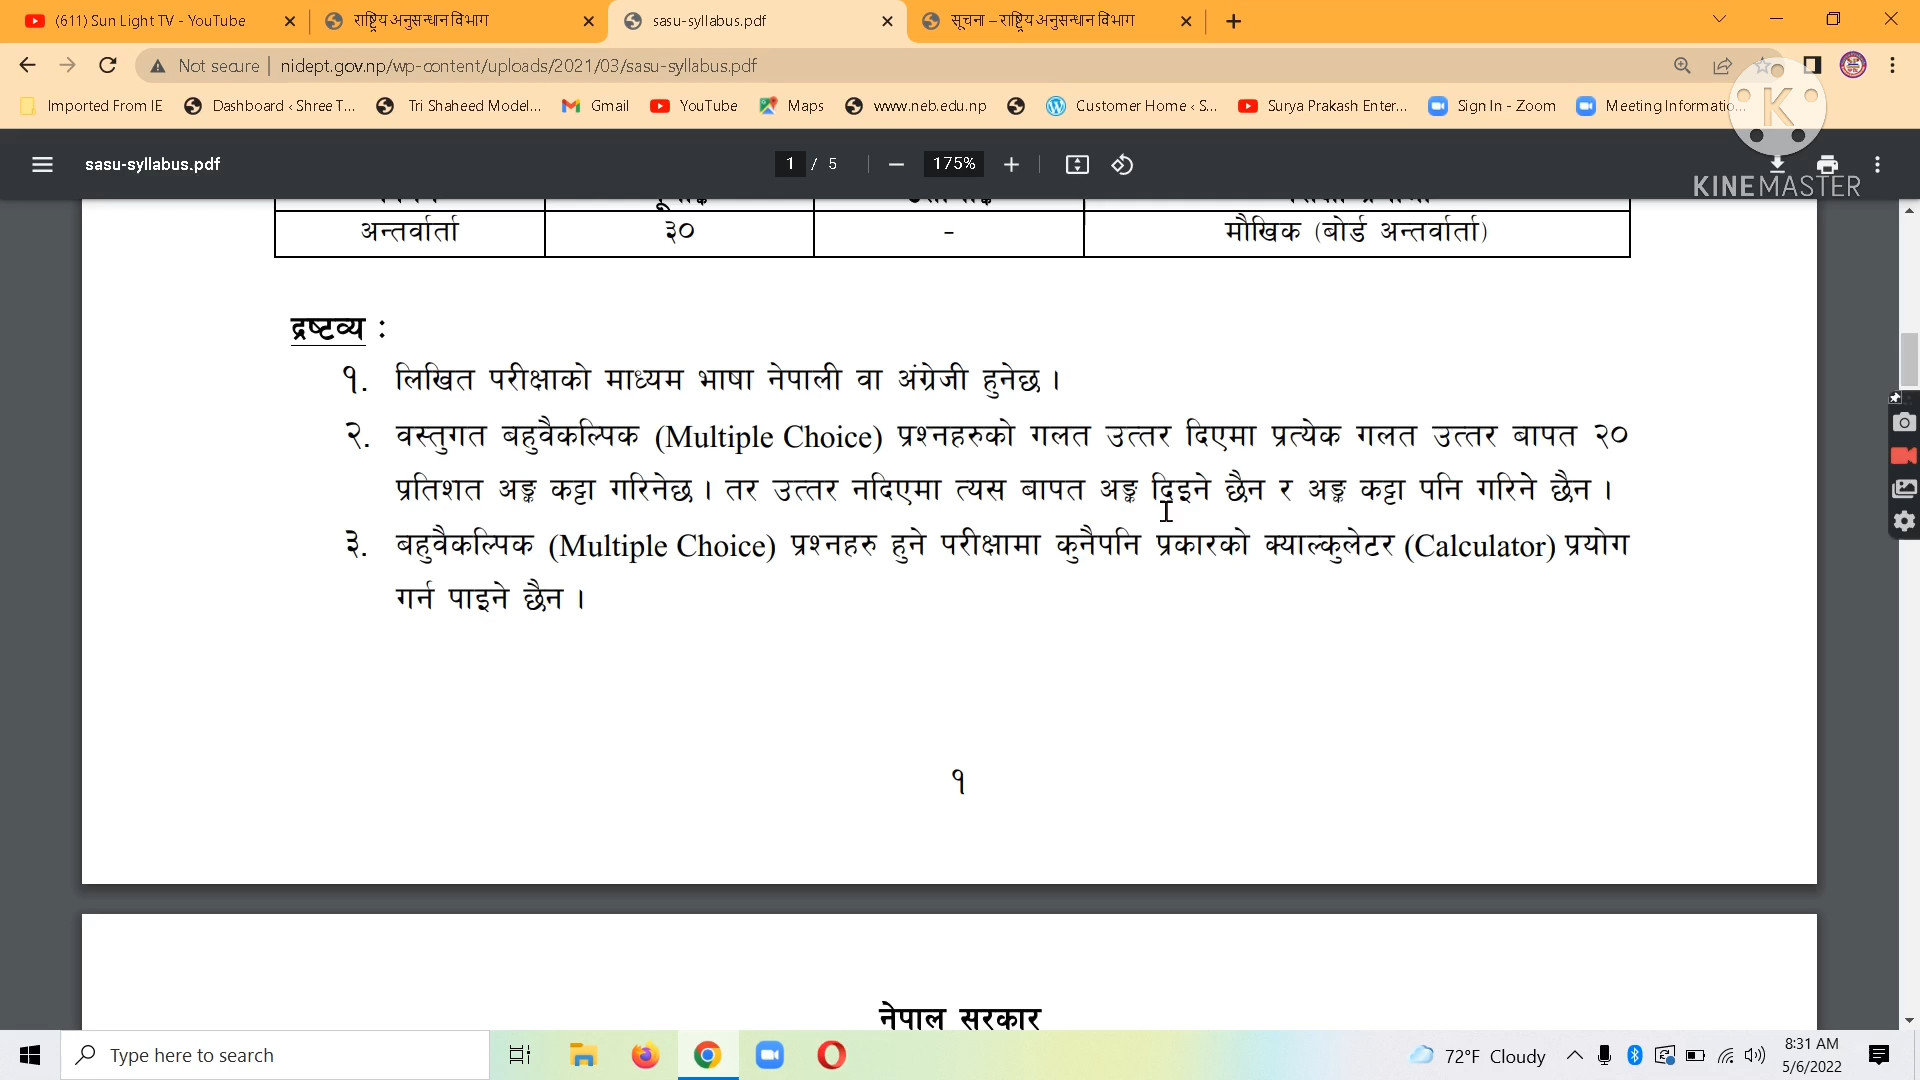 (611) Sun Light TV - YouTube
राष्ट्रिय अनुसन्धान विभाग
sasu-syllabus.pdf
सूचना – राष्ट्रिय अनुसन्धान विभाग
Not secure | nidept.gov.np/wp-content/uploads/2021/03/sasu-syllabus.pdf
Imported From IE
Dashboard ‹ Shree T...
Tri Shaheed Model...
Gmail
YouTube
Maps
www.neb.edu.np
Customer Home ‹ S...
Surya Prakash Enter...
Sign In - Zoom
Meeting Informatio...
K
KINEMASTER
sasu-syllabus.pdf
1 / 5
175%
अन्तर्वार्ता ३० - मौखिक (बोर्ड अन्तर्वार्ता)
द्रष्टव्य :
१. लिखित परीक्षाको माध्यम भाषा नेपाली वा अंग्रेजी हुनेछ ।
२. वस्तुगत बहुवैकल्पिक (Multiple Choice) प्रश्नहरुको गलत उत्तर दिएमा प्रत्येक गलत उत्तर बापत २०
प्रतिशत अङ्क कट्टा गरिनेछ । तर उत्तर नदिएमा त्यस बापत अङ्क दिइने छैन र अङ्क कट्टा पनि गरिने छैन ।
३. बहुवैकल्पिक (Multiple Choice) प्रश्नहरु हुने परीक्षामा कुनैपनि प्रकारको क्याल्कुलेटर (Calculator) प्रयोग
गर्न पाइने छैन ।
१
नेपाल सरकार
Type here to search
72°F Cloudy
8:31 AM
5/6/2022